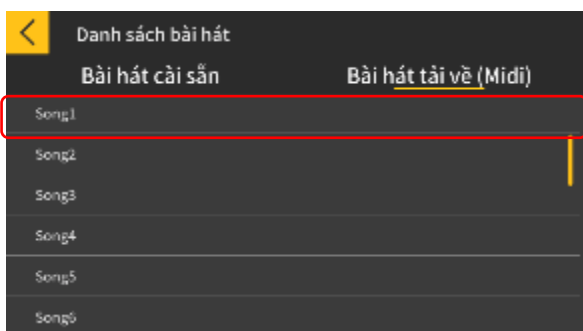 Danh sách bài hát
Bài hát cài sẵn Bài hát tải về (Midi)
Song1
Song2
Song3
Song4
Song5
Song6